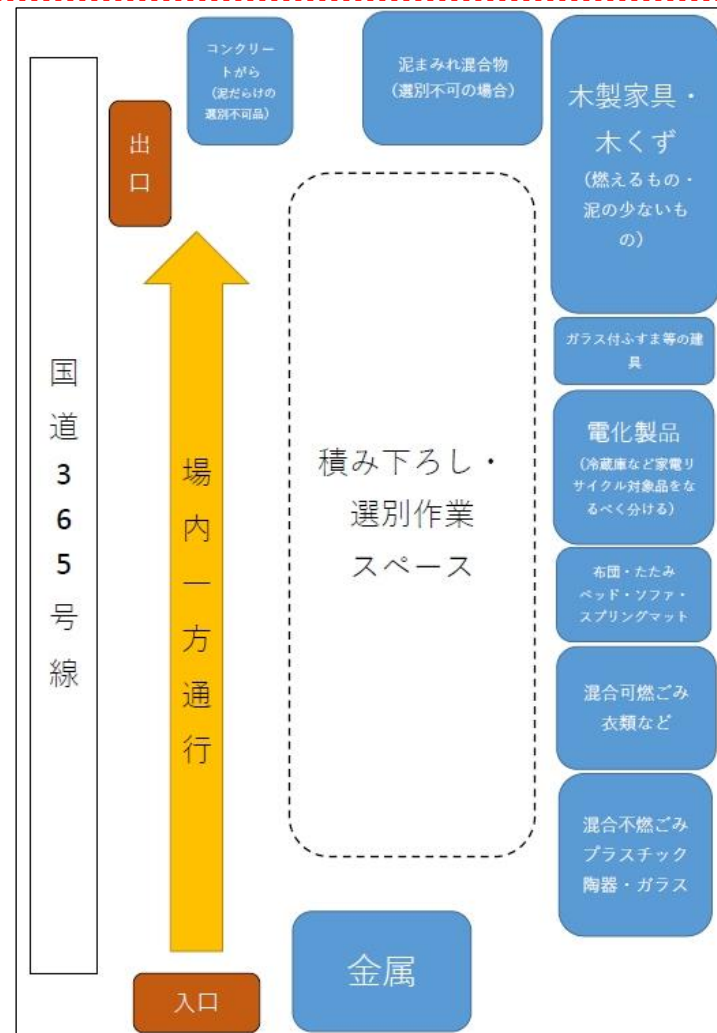 コンクリー
トがら
（泥だらけの
選別不可品）
泥まみれ混合物
（選別不可の場合）
木製家具・
木くず
（燃えるもの・
泥の少ないも
の）
出
口
国道365号線
場内一方通行
積み下ろし・
選別作業
スペース
ガラス付ふすま等の建
具
電化製品
（冷蔵庫など家電リ
サイクル対象品をな
るべく分ける）
布団・たたみ
ベッド・ソファ・
スプリングマット
混合可燃ごみ
衣類など
混合不燃ごみ
プラスチック
陶器・ガラス
金属
入口